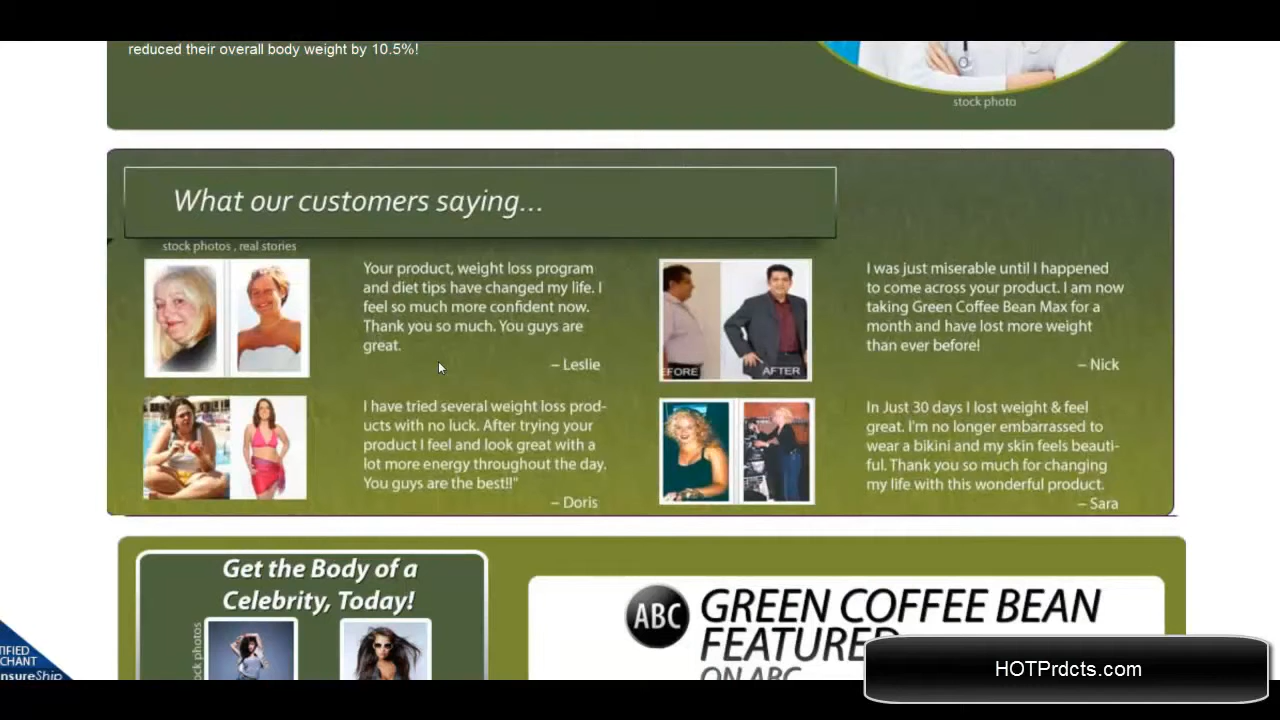 reduced their overall body weight by 10.5%!
stock photo
What our customers saying...
stock photos , real stories
Your product, weight loss program
and diet tips have changed my life. I
feel so much more confident now.
Thank you so much. You guys are
great.
– Leslie
EFORE
AFTER
I was just miserable until I happened
to come across your product. I am now
taking Green Coffee Bean Max for a
month and have lost more weight
than ever before!
– Nick
I have tried several weight loss prod-
ucts with no luck. After trying your
product I feel and look great with a
lot more energy throughout the day.
You guys are the best!!"
– Doris
In Just 30 days I lost weight & feel
great. I'm no longer embarrassed to
wear a bikini and my skin feels beauti-
ful. Thank you so much for changing
my life with this wonderful product.
– Sara
Get the Body of a
Celebrity, Today!
ck photos
ABC
GREEN COFFEE BEAN
FEATURED
ON ABC
TIFIED
CHANT
nsureShip
HOTPrdcts.com